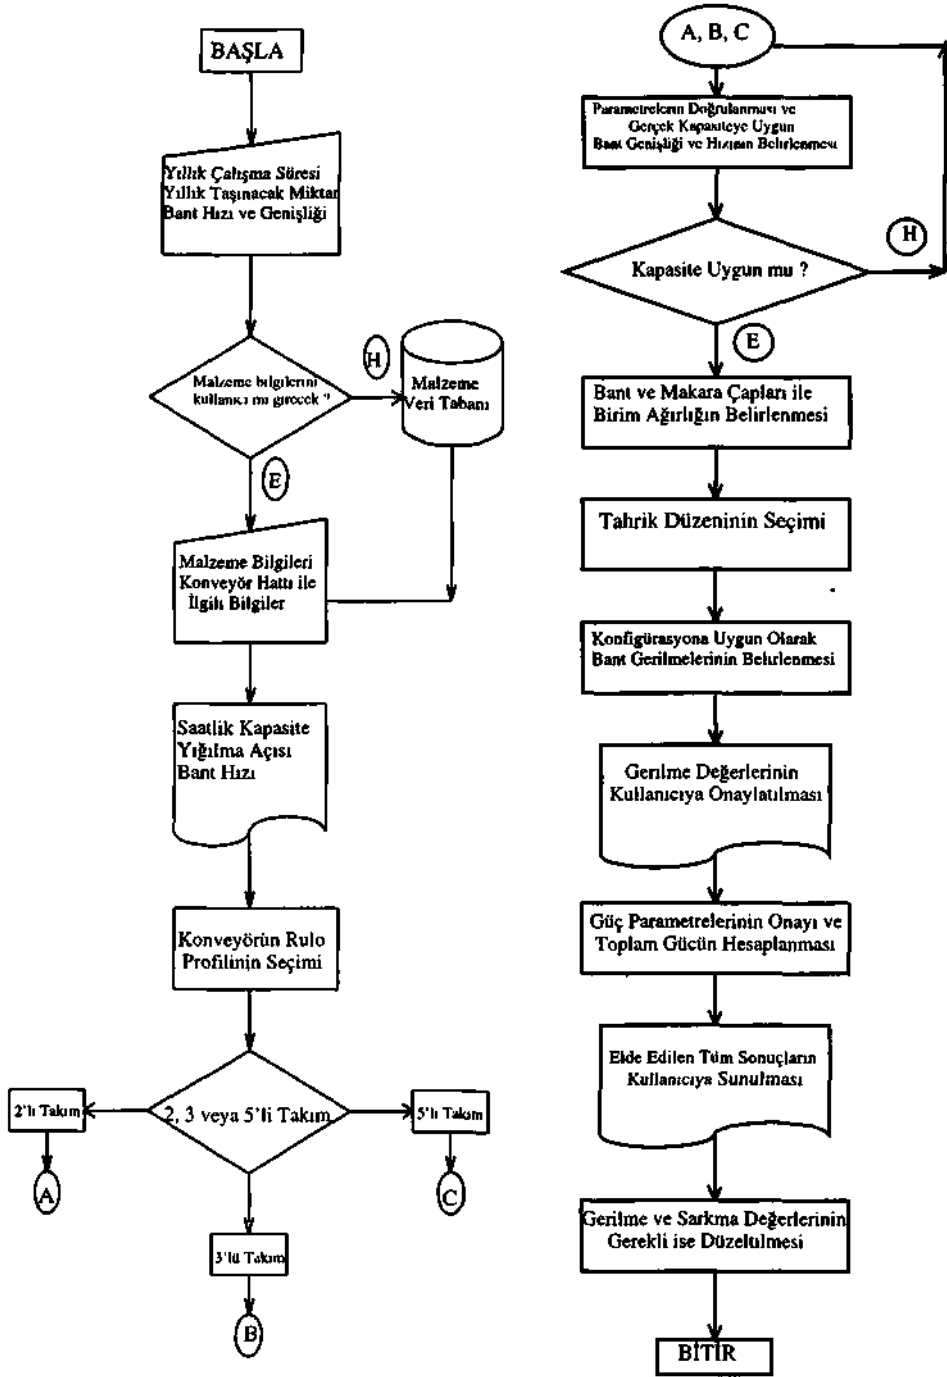 BAŞLA
Yıllık Çalışma Süresi
Yıllık Taşınacak Miktar
Bant Hızı ve Genişliği
Malzeme bilgilerini
kullanıcı mı girecek ?
H
Malzeme
Veri Tabanı
E
Malzeme Bilgileri
Konveyör Hattı ile
İlgili Bilgiler
Saatlik Kapasite
Yığılma Açısı
Bant Hızı
Konveyörün Rulo
Profilinin Seçimi
2, 3 veya 5'li Takım
2'li Takım
5'li Takım
A
C
3'lü Takım
B
A, B, C
Parametrelerin Doğrulanması ve
Gerçek Kapasiteye Uygun
Bant Genişliği ve Hızının Belirlenmesi
H
Kapasite Uygun mu ?
E
Bant ve Makara Çapları ile
Birim Ağırlığın Belirlenmesi
Tahrik Düzeninin Seçimi
Konfigürasyona Uygun Olarak
Bant Gerilmelerinin Belirlenmesi
Gerilme Değerlerinin
Kullanıcıya Onaylatılması
Güç Parametrelerinin Onayı ve
Toplam Gücün Hesaplanması
Elde Edilen Tüm Sonuçların
Kullanıcıya Sunulması
Gerilme ve Sarkma Değerlerinin
Gerekli ise Düzeltilmesi
BİTİR